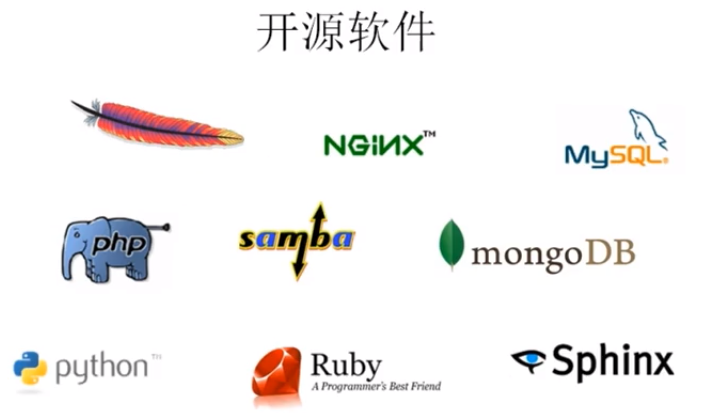 开源软件
NGiNX™
MySQL®
php
samba
mongoDB
python™
Ruby
A Programmer's Best Friend
Sphinx